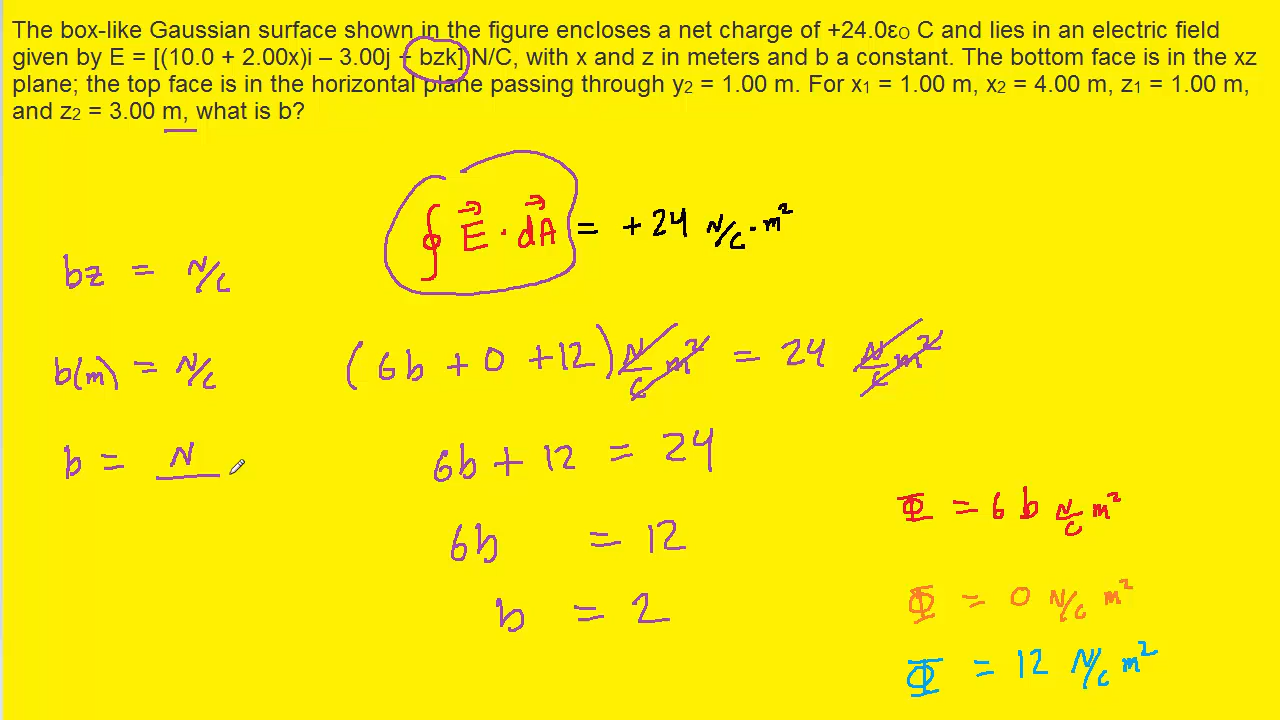 The box-like Gaussian surface shown in the figure encloses a net charge of +24.0εO C and lies in an electric field
given by E = [(10.0 + 2.00x)i – 3.00j + bzk] N/C, with x and z in meters and b a constant. The bottom face is in the xz
plane; the top face is in the horizontal plane passing through y2 = 1.00 m. For x1 = 1.00 m, x2 = 4.00 m, z1 = 1.00 m,
and z2 = 3.00 m, what is b?
∮ E⃗ · dA⃗ = +24 N/C · m²
bz = N/C
b(m) = N/C
(6b + 0 + 12) N/C m² = 24 N/C m²
b = N
6b + 12 = 24
6b = 12
b = 2
Φ = 6 b N/C m²
Φ = 0 N/C m²
Φ = 12 N/C m²